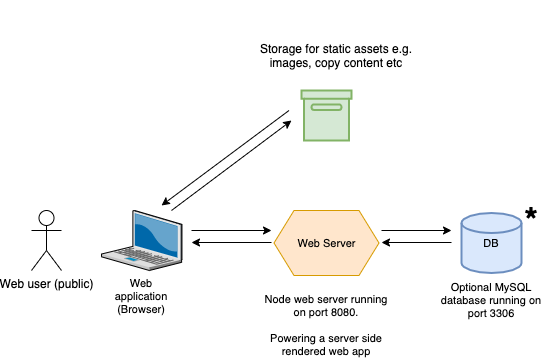 Storage for static assets e.g.
images, copy content etc
*
Web Server
DB
Web user (public)
Web
application
(Browser)
Node web server running
on port 8080.
Powering a server side
rendered web app
Optional MySQL
database running on
port 3306